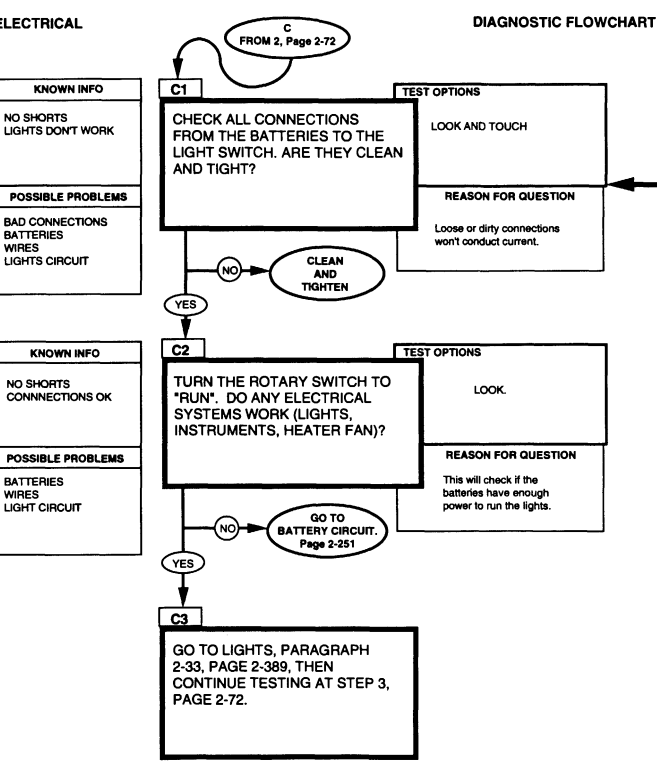 ELECTRICAL
DIAGNOSTIC FLOWCHART
C
FROM 2, Page 2-72
KNOWN INFO
NO SHORTS
LIGHTS DON'T WORK
POSSIBLE PROBLEMS
BAD CONNECTIONS
BATTERIES
WIRES
LIGHTS CIRCUIT
C1
CHECK ALL CONNECTIONS
FROM THE BATTERIES TO THE
LIGHT SWITCH. ARE THEY CLEAN
AND TIGHT?
TEST OPTIONS
LOOK AND TOUCH
REASON FOR QUESTION
Loose or dirty connections
won't conduct current.
NO
CLEAN
AND
TIGHTEN
YES
KNOWN INFO
NO SHORTS
CONNNECTIONS OK
POSSIBLE PROBLEMS
BATTERIES
WIRES
LIGHT CIRCUIT
C2
TURN THE ROTARY SWITCH TO
"RUN". DO ANY ELECTRICAL
SYSTEMS WORK (LIGHTS,
INSTRUMENTS, HEATER FAN)?
TEST OPTIONS
LOOK.
REASON FOR QUESTION
This will check if the
batteries have enough
power to run the lights.
NO
GO TO
BATTERY CIRCUIT.
Page 2-251
YES
C3
GO TO LIGHTS, PARAGRAPH
2-33, PAGE 2-389, THEN
CONTINUE TESTING AT STEP 3,
PAGE 2-72.